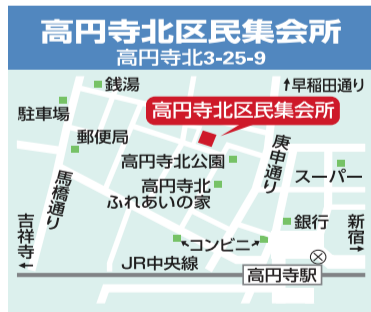 高円寺北区民集会所
高円寺北3-25-9
銭湯
↑早稲田通り
駐車場
高円寺北区民集会所
郵便局
高円寺北公園
庚申通り
スーパー
馬橋通り
高円寺北
ふれあいの家
吉祥寺←
銀行
新宿→
コンビニ
JR中央線
高円寺駅